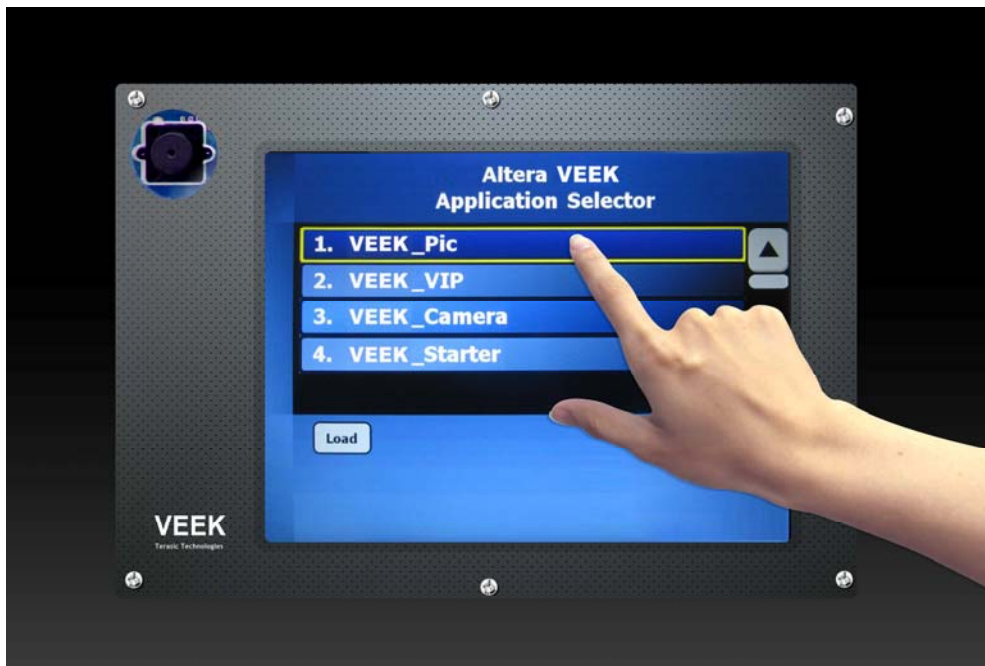 Altera VEEK
Application Selector
1. VEEK_Pic
2. VEEK_VIP
3. VEEK_Camera
4. VEEK_Starter
Load
VEEK
Terasic Technologies